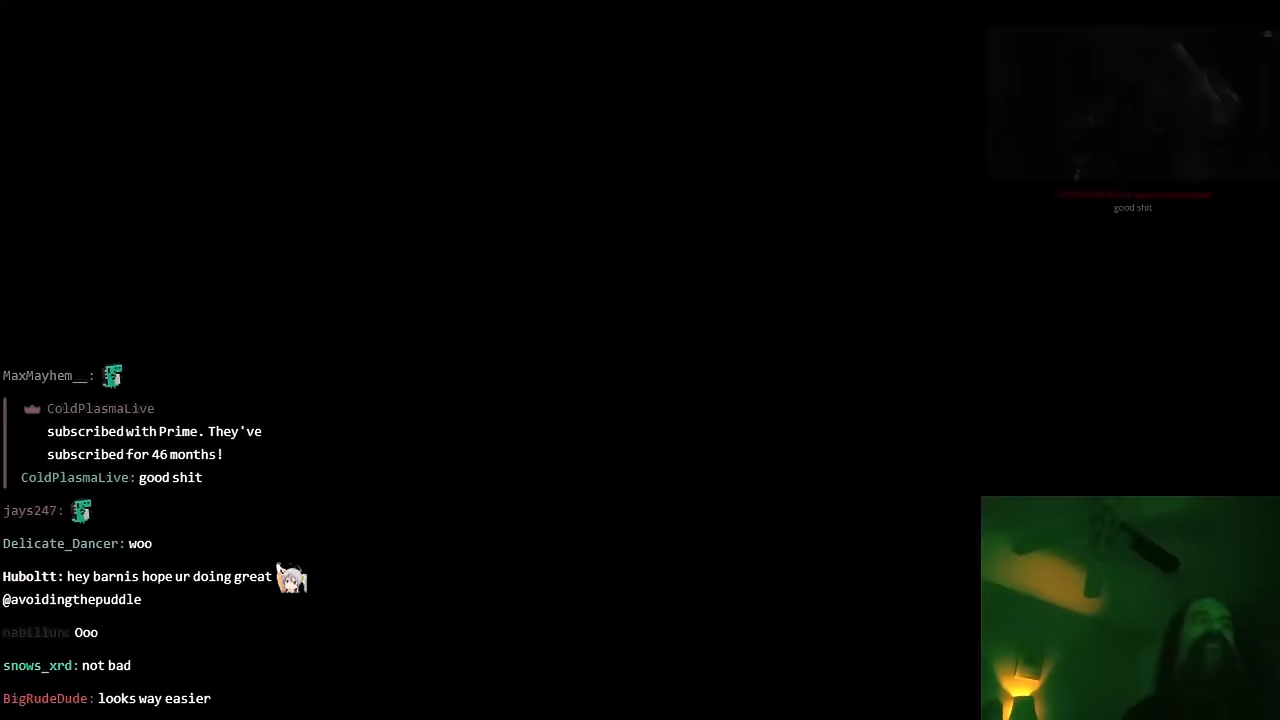 good shit
MaxMayhem__:
ColdPlasmaLive
subscribed with Prime. They've
subscribed for 46 months!
ColdPlasmaLive: good shit
jays247:
Delicate_Dancer: woo
Huboltt: hey barnis hope ur doing great
@avoidingthepuddle
Ooo
snows_xrd: not bad
BigRudeDude: looks way easier